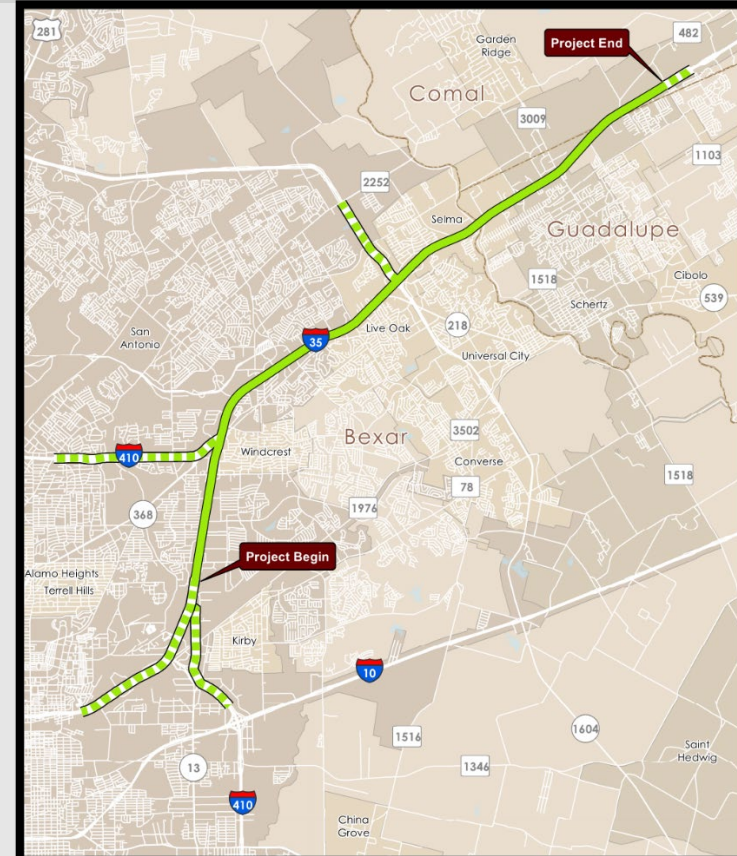 281
482
Garden
Ridge
Project End
Comal
3009
1103
2252
Selma
Guadalupe
1518
Cibolo
539
Schertz
218
San
Antonio
35
Live Oak
Universal City
Bexar
3502
410
Windcrest
Converse
78
1518
368
1976
Project Begin
Alamo Heights
Terrell Hills
Kirby
10
1516
1604
13
1346
Saint
Hedwig
410
China
Grove